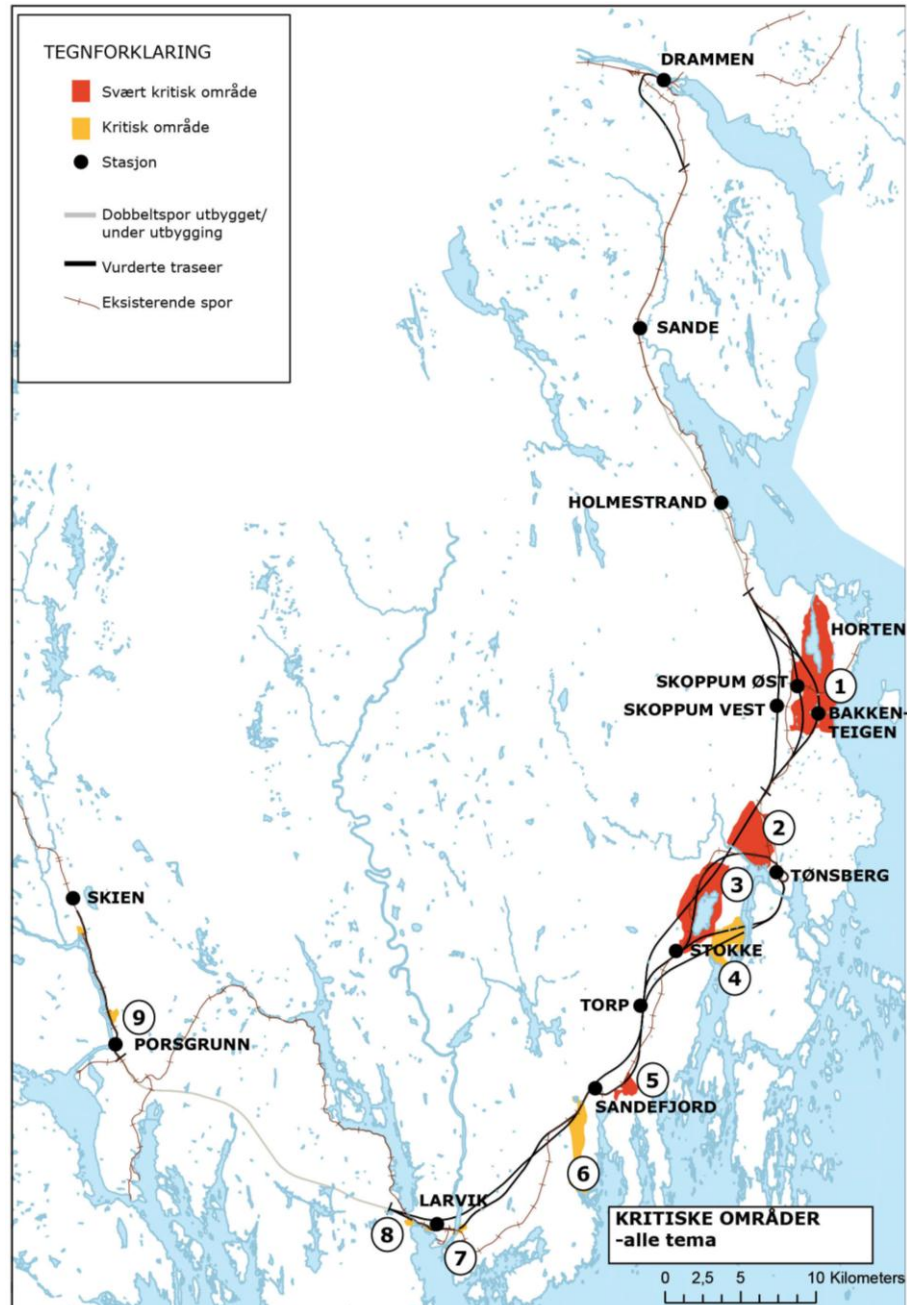 TEGNFORKLARING
Svært kritisk område
Kritisk område
Stasjon
Dobbeltspor utbygget/
under utbygging
Vurderte traseer
Eksisterende spor
DRAMMEN
SANDE
HOLMESTRAND
HORTEN
SKOPPUM ØST
1
SKOPPUM VEST
BAKKEN-
TEIGEN
2
TØNSBERG
3
SKIEN
STOKKE
4
TORP
9
PORSGRUNN
5
SANDEFJORD
6
LARVIK
8
7
KRITISKE OMRÅDER
-alle tema
0 2,5 5 10 Kilometers